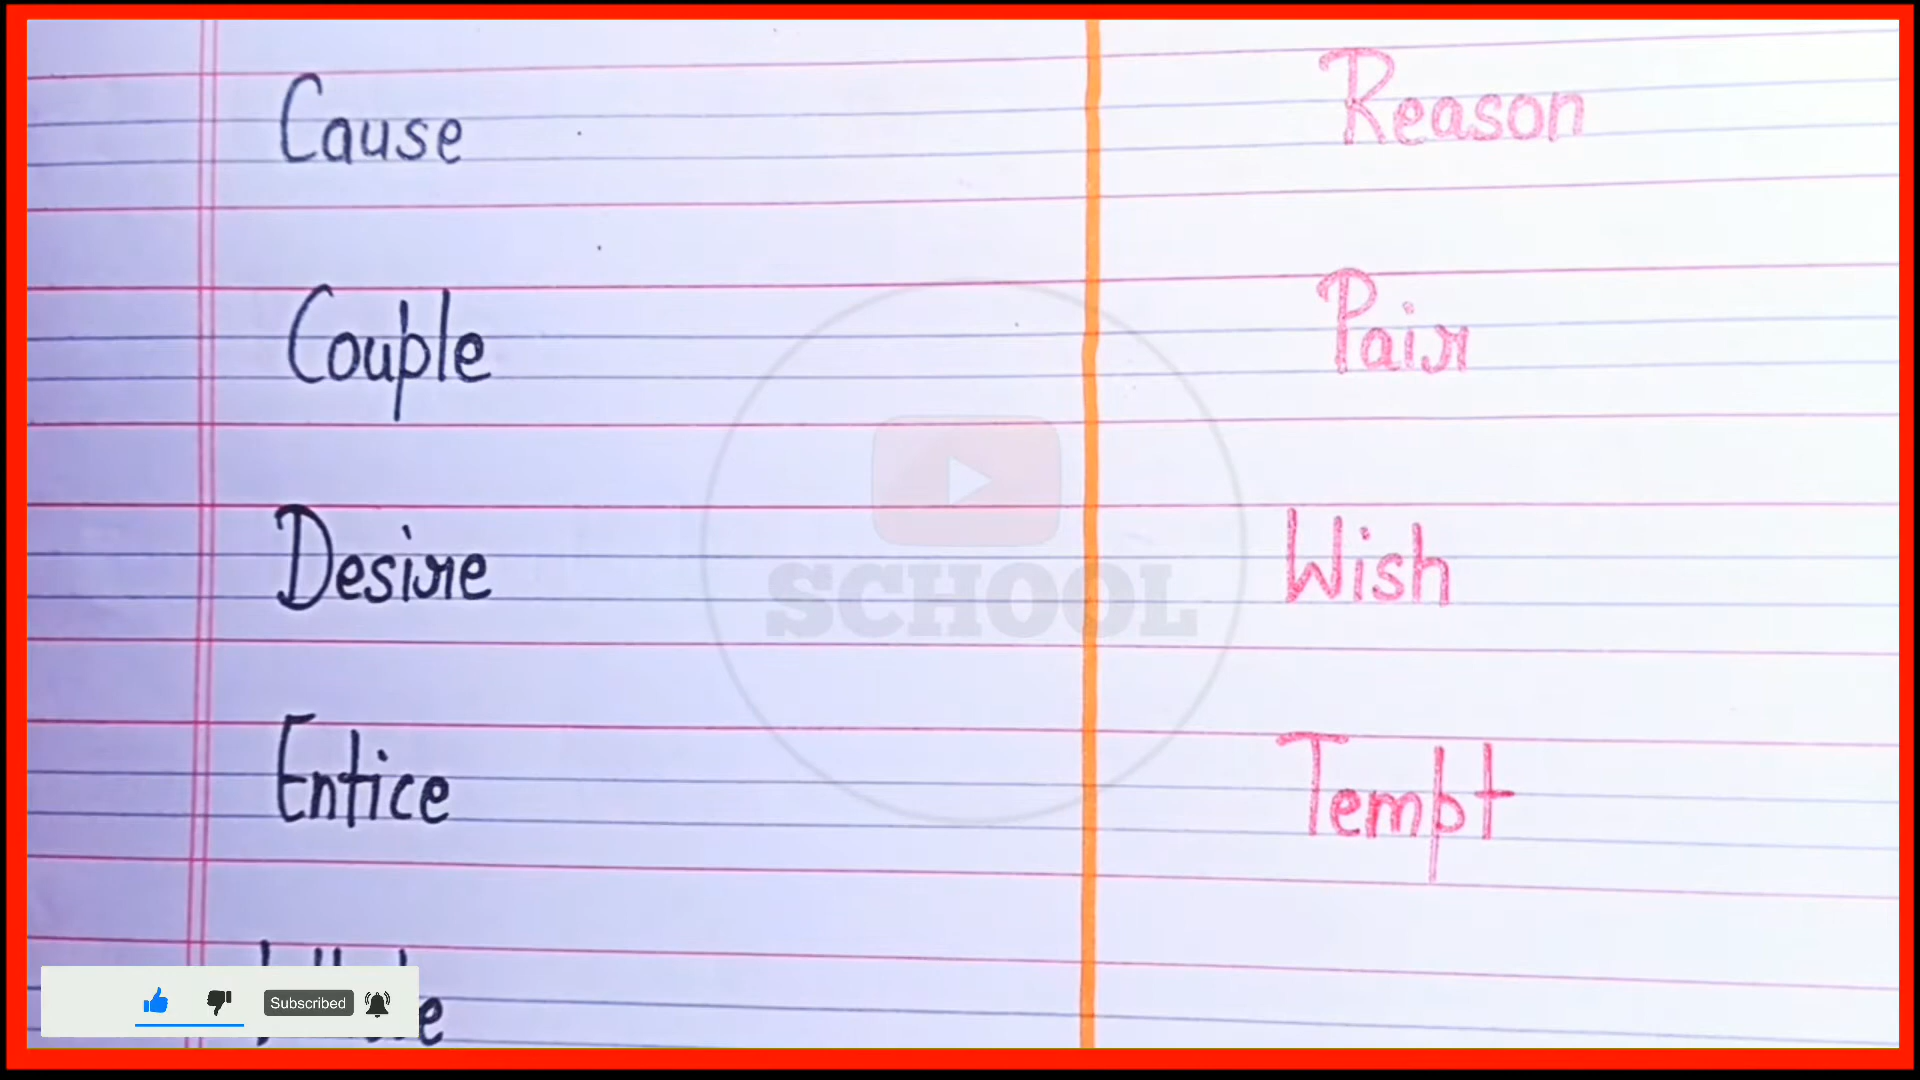 Cause Reason
Couple Pair
Desire Wish
SCHOOL
Entice Tempt
Subscribed